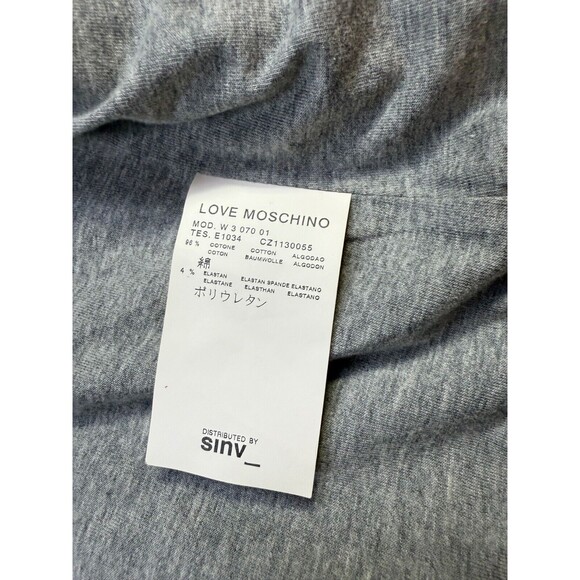 LOVE MOSCHINO
MOD. W 3 070 01
TES. E1034 CZ1130055
96 % COTONE COTTON ALGODAO
COTON BAUMWOLLE ALGODON
綿
4 % ELASTAN ELASTAN SPANDE ELASTANO
ELASTANE ELASTHAN ELASTANO
ポリウレタン
DISTRIBUTED BY
sinv_